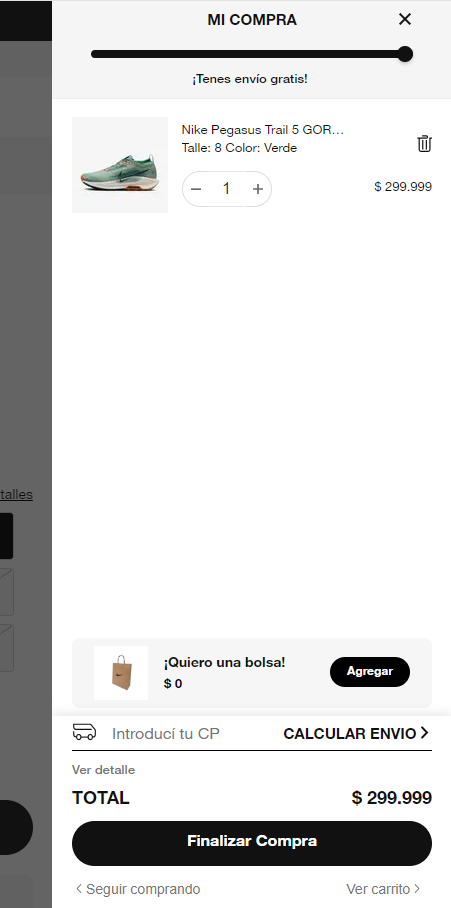 MI COMPRA
¡Tenes envío gratis!
Nike Pegasus Trail 5 GOR...
Talle: 8 Color: Verde
1
$ 299.999
talles
¡Quiero una bolsa!
$ 0
Agregar
Introducí tu CP
CALCULAR ENVIO
Ver detalle
TOTAL
$ 299.999
Finalizar Compra
Seguir comprando
Ver carrito